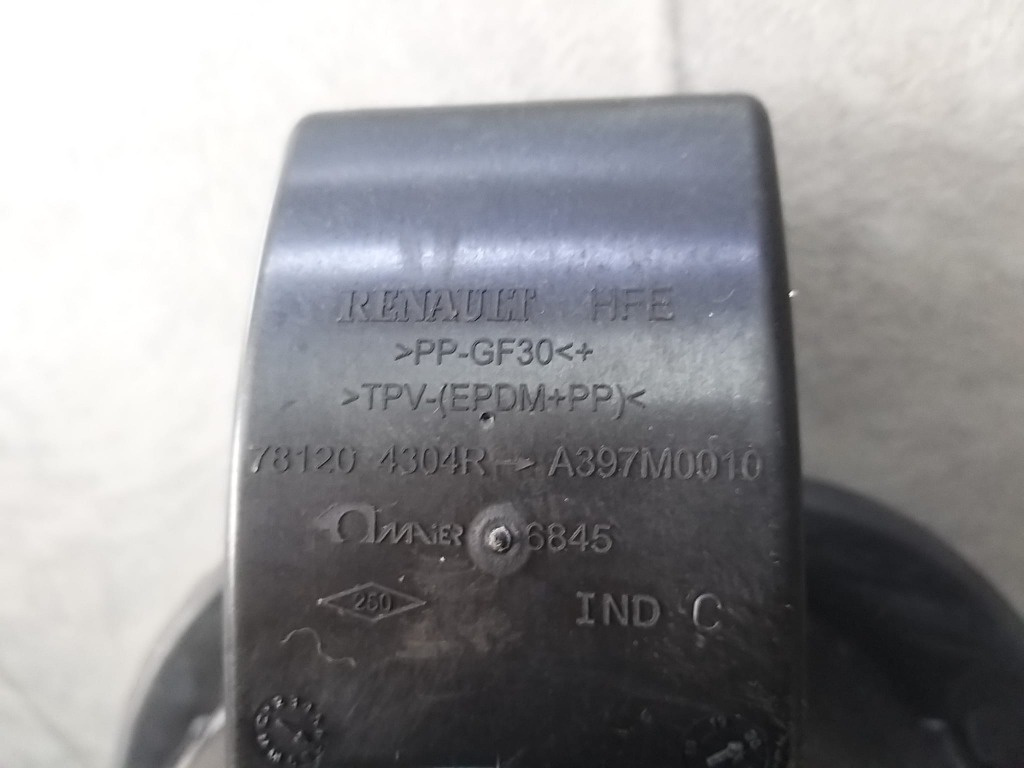 RENAULT HFE
>PP-GF30<+
>TPV-(EPDM+PP)<
78120 4304R → A397M0010
MAIER 6845
250
IND C